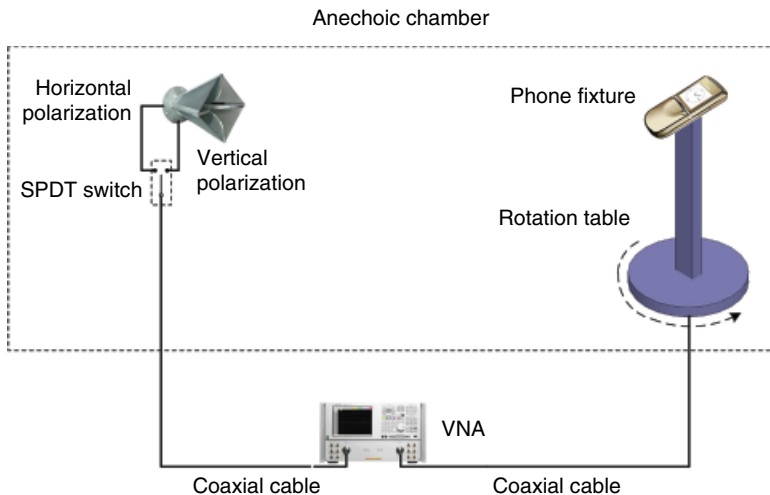 Anechoic chamber
Horizontal
polarization
Vertical
polarization
SPDT switch
Phone fixture
Rotation table
VNA
Coaxial cable
Coaxial cable